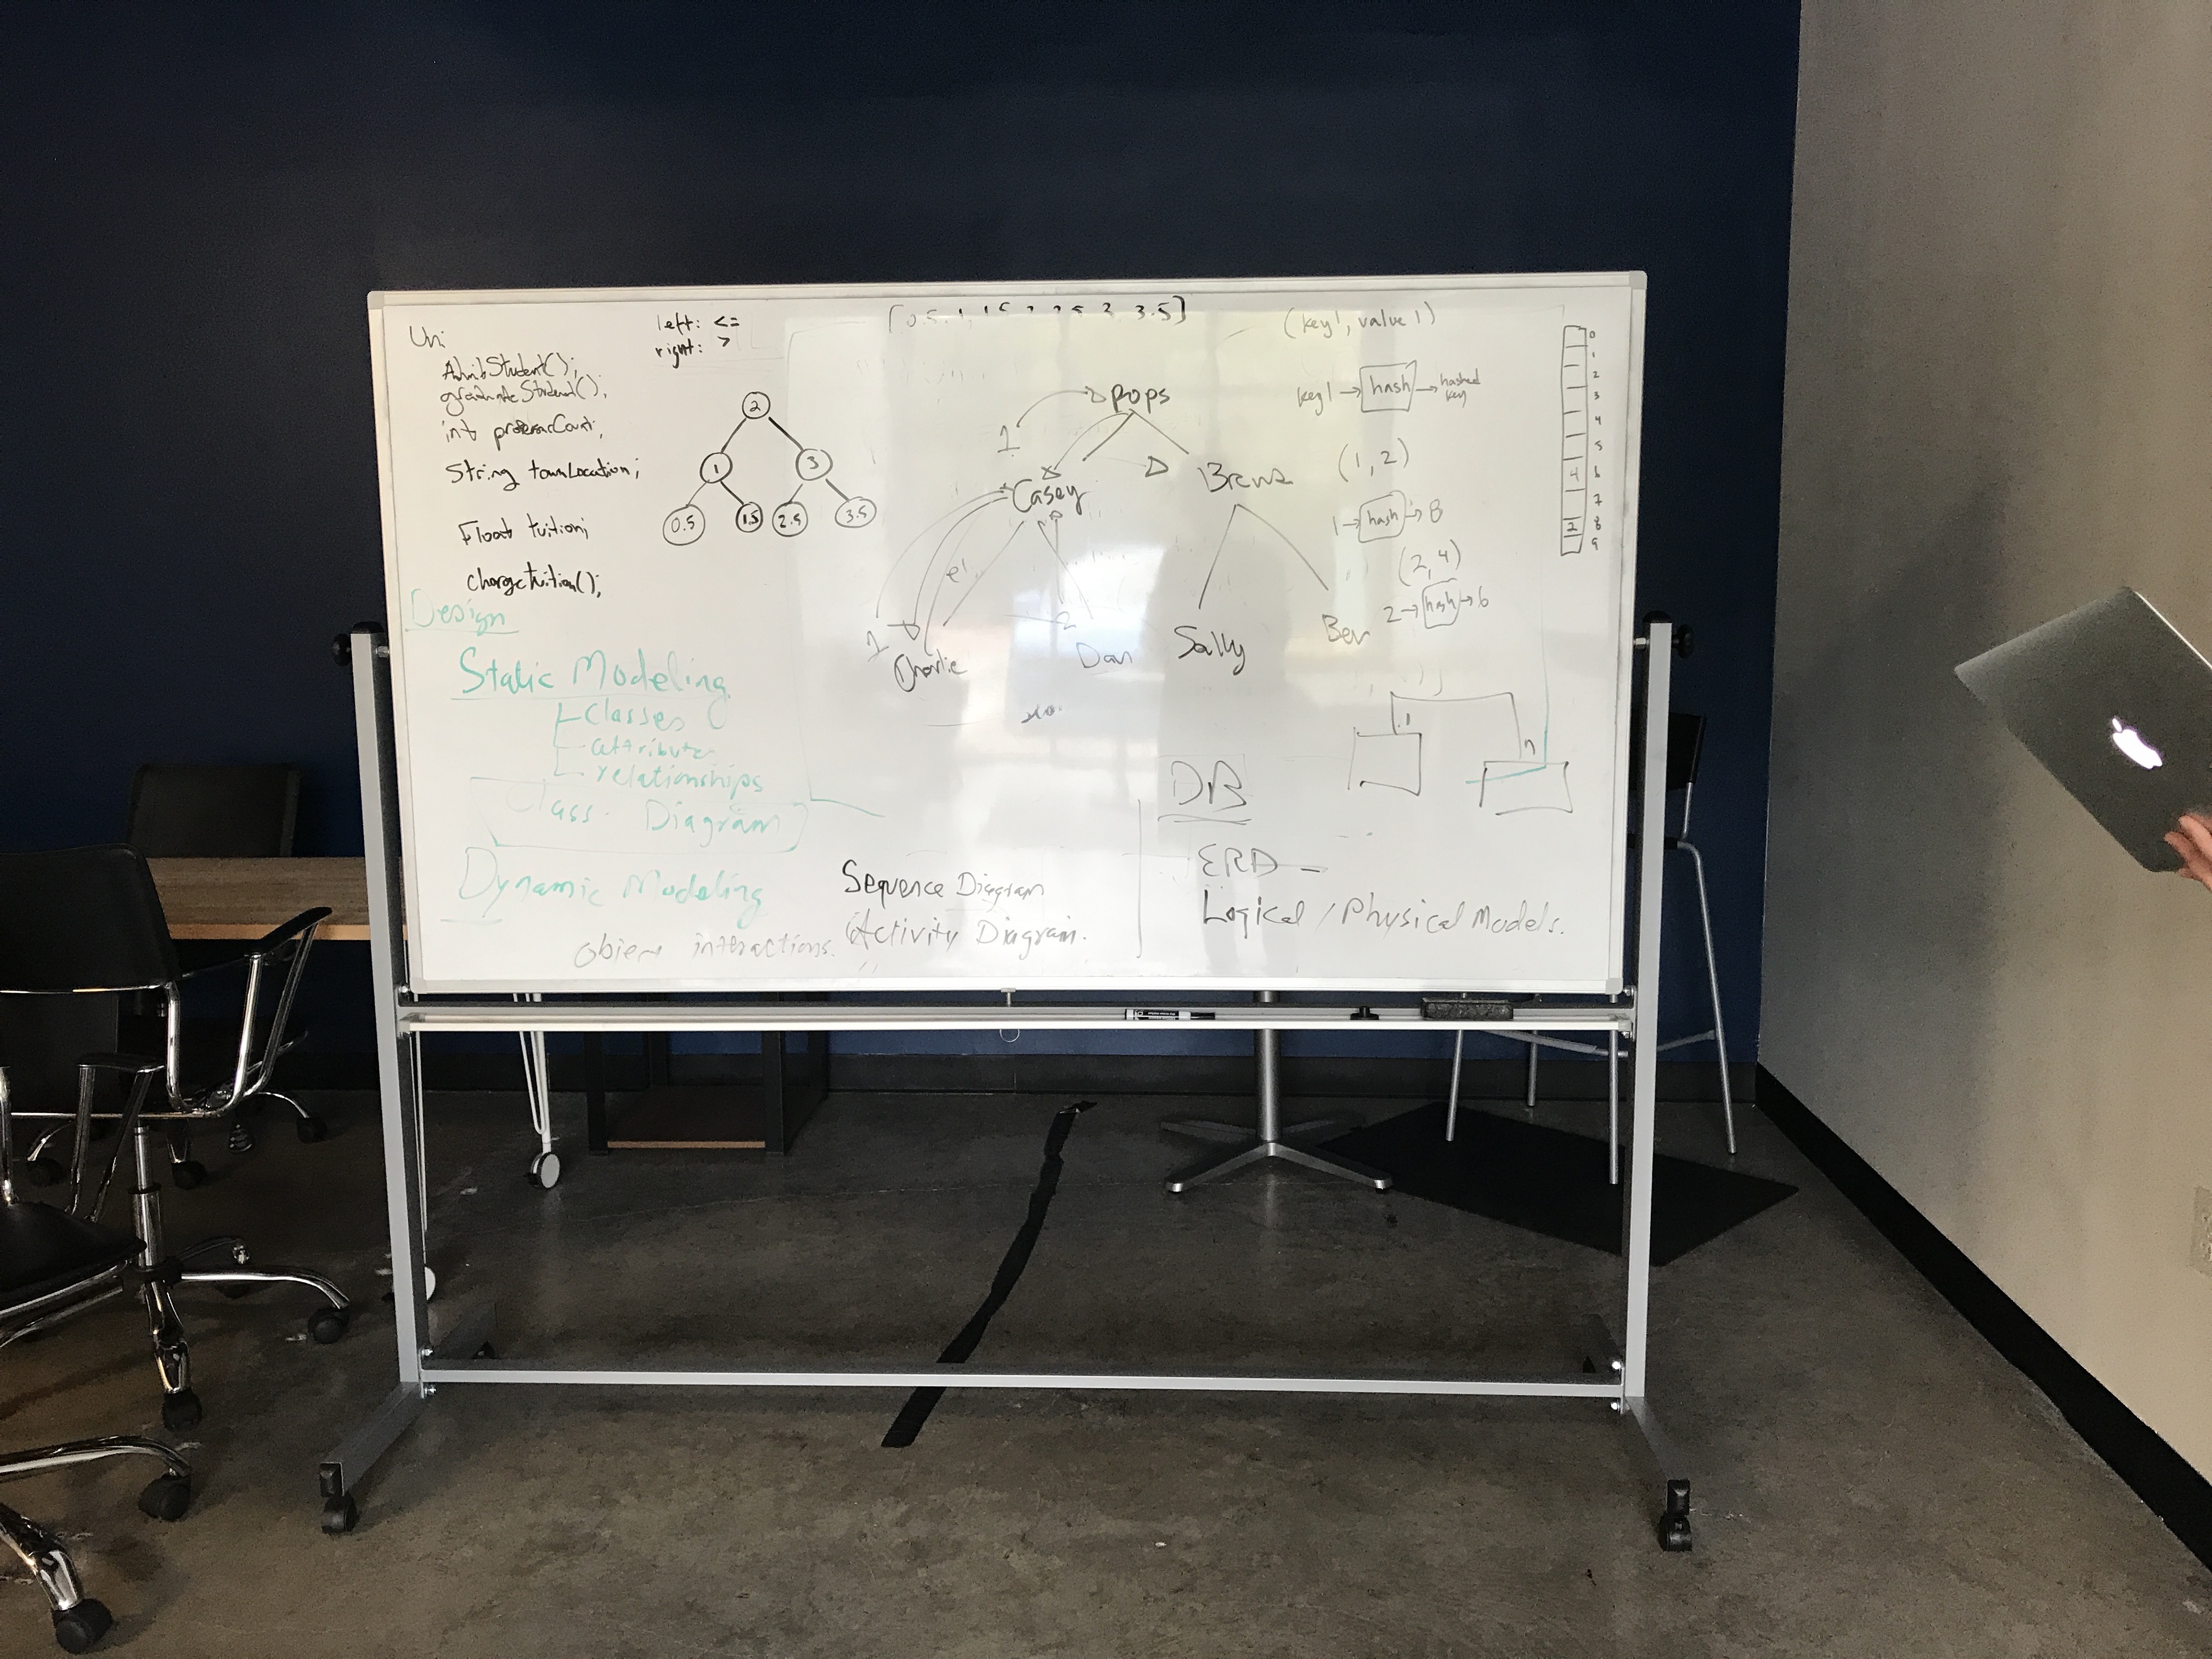 Uni
AdmitStudent();
graduateStudent();
int professorCount;
String townLocation;
Float tuition;
chargeTuition();
left: <=
right: >
2
1
3
0.5
1.5
2.5
3.5
[0.5, 1, 1.5, 2, 2.5, 3, 3.5]
Pops
1
Casey
e!
1
Charlie
2
Dan
Sally
Ben
(key1, value 1)
key1 → hash → hashed
key
(1, 2)
1 → hash → 8
(2, 4)
2 → hash → 6
0
1
2
3
4
5
4 6
7
2 8
9
1
n
Design
Static Modeling
classes
attributes
relationships
Class Diagram
Dynamic Modeling
object interactions.
Sequence Diagram
Activity Diagram.
DB
ERD -
Logical / Physical Models.